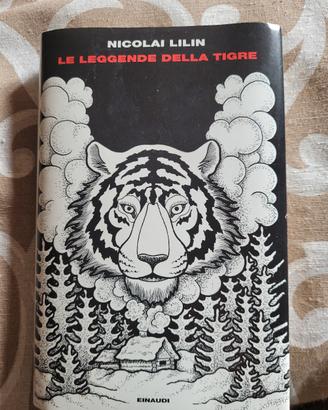 NICOLAI LILIN
LE LEGGENDE DELLA TIGRE
EINAUDI